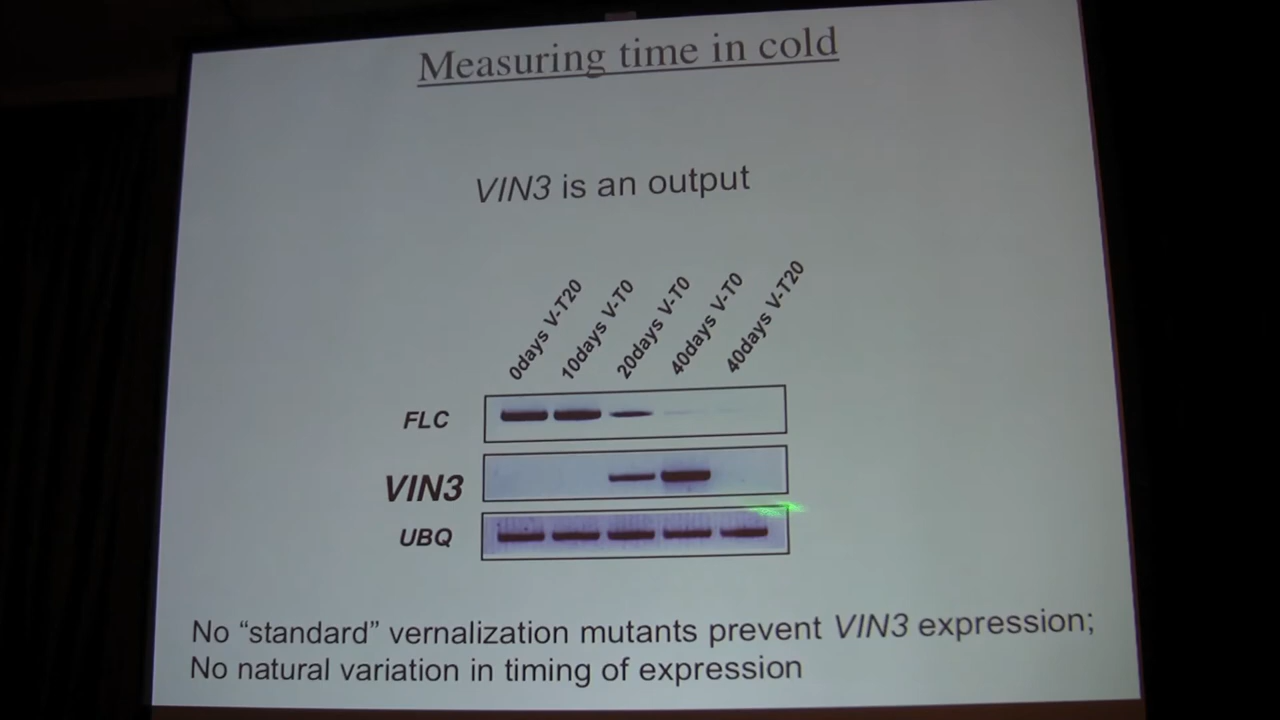 Measuring time in cold
VIN3 is an output
0days V-T20
10days V-T0
20days V-T0
40days V-T0
40days V-T20
FLC
VIN3
UBQ
No “standard” vernalization mutants prevent VIN3 expression;
No natural variation in timing of expression